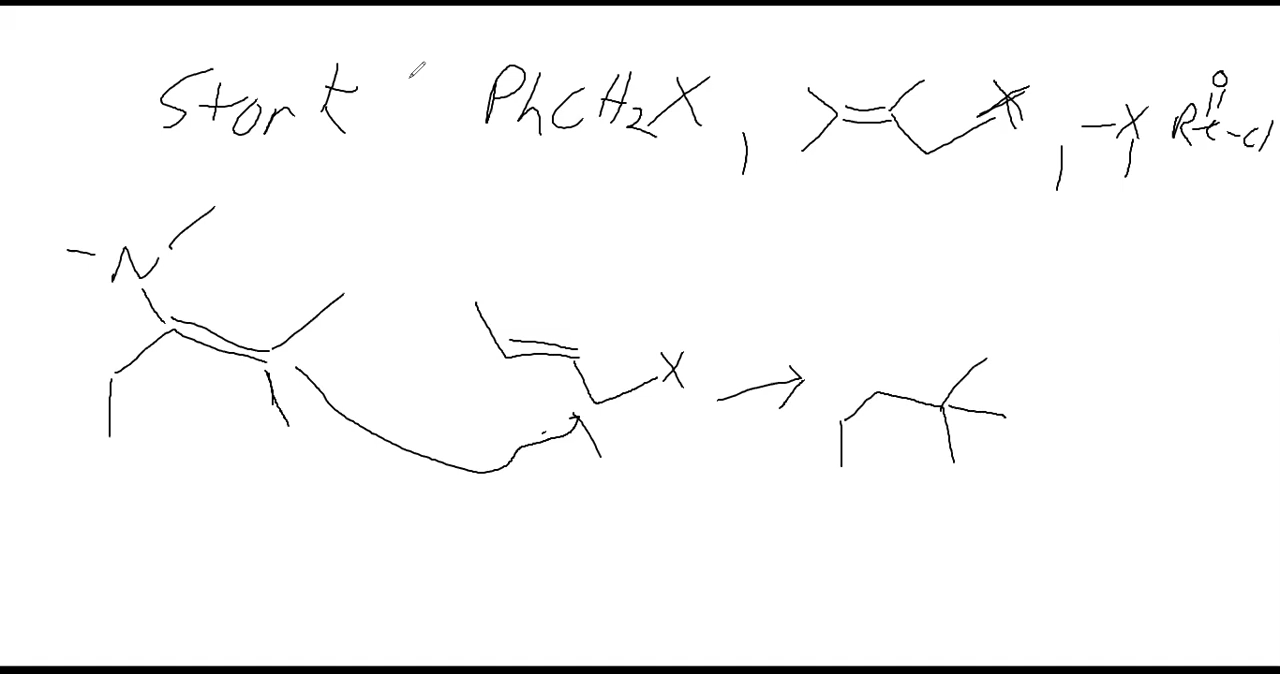 Stork PhCH2X, X, -X, R-C-Cl
O
N
X